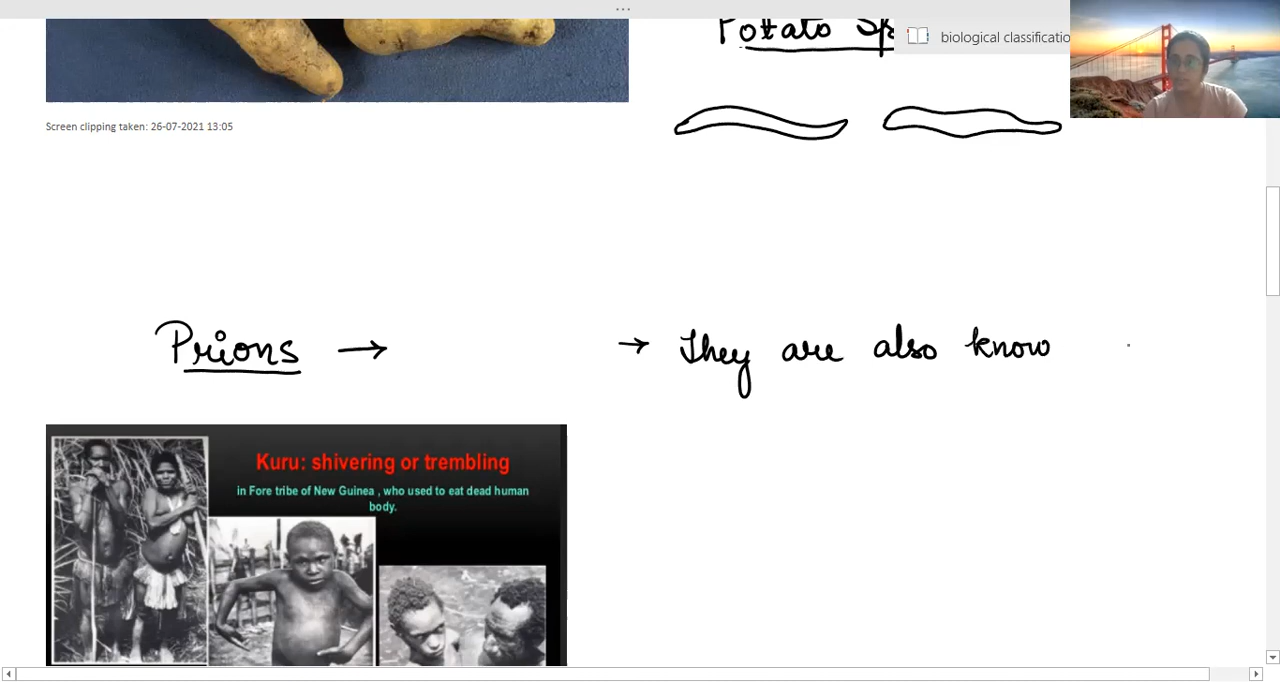 Potato Sp
biological classificatio
Screen clipping taken: 26-07-2021 13:05
Prions → → They are also know
Kuru: shivering or trembling
in Fore tribe of New Guinea , who used to eat dead human
body.